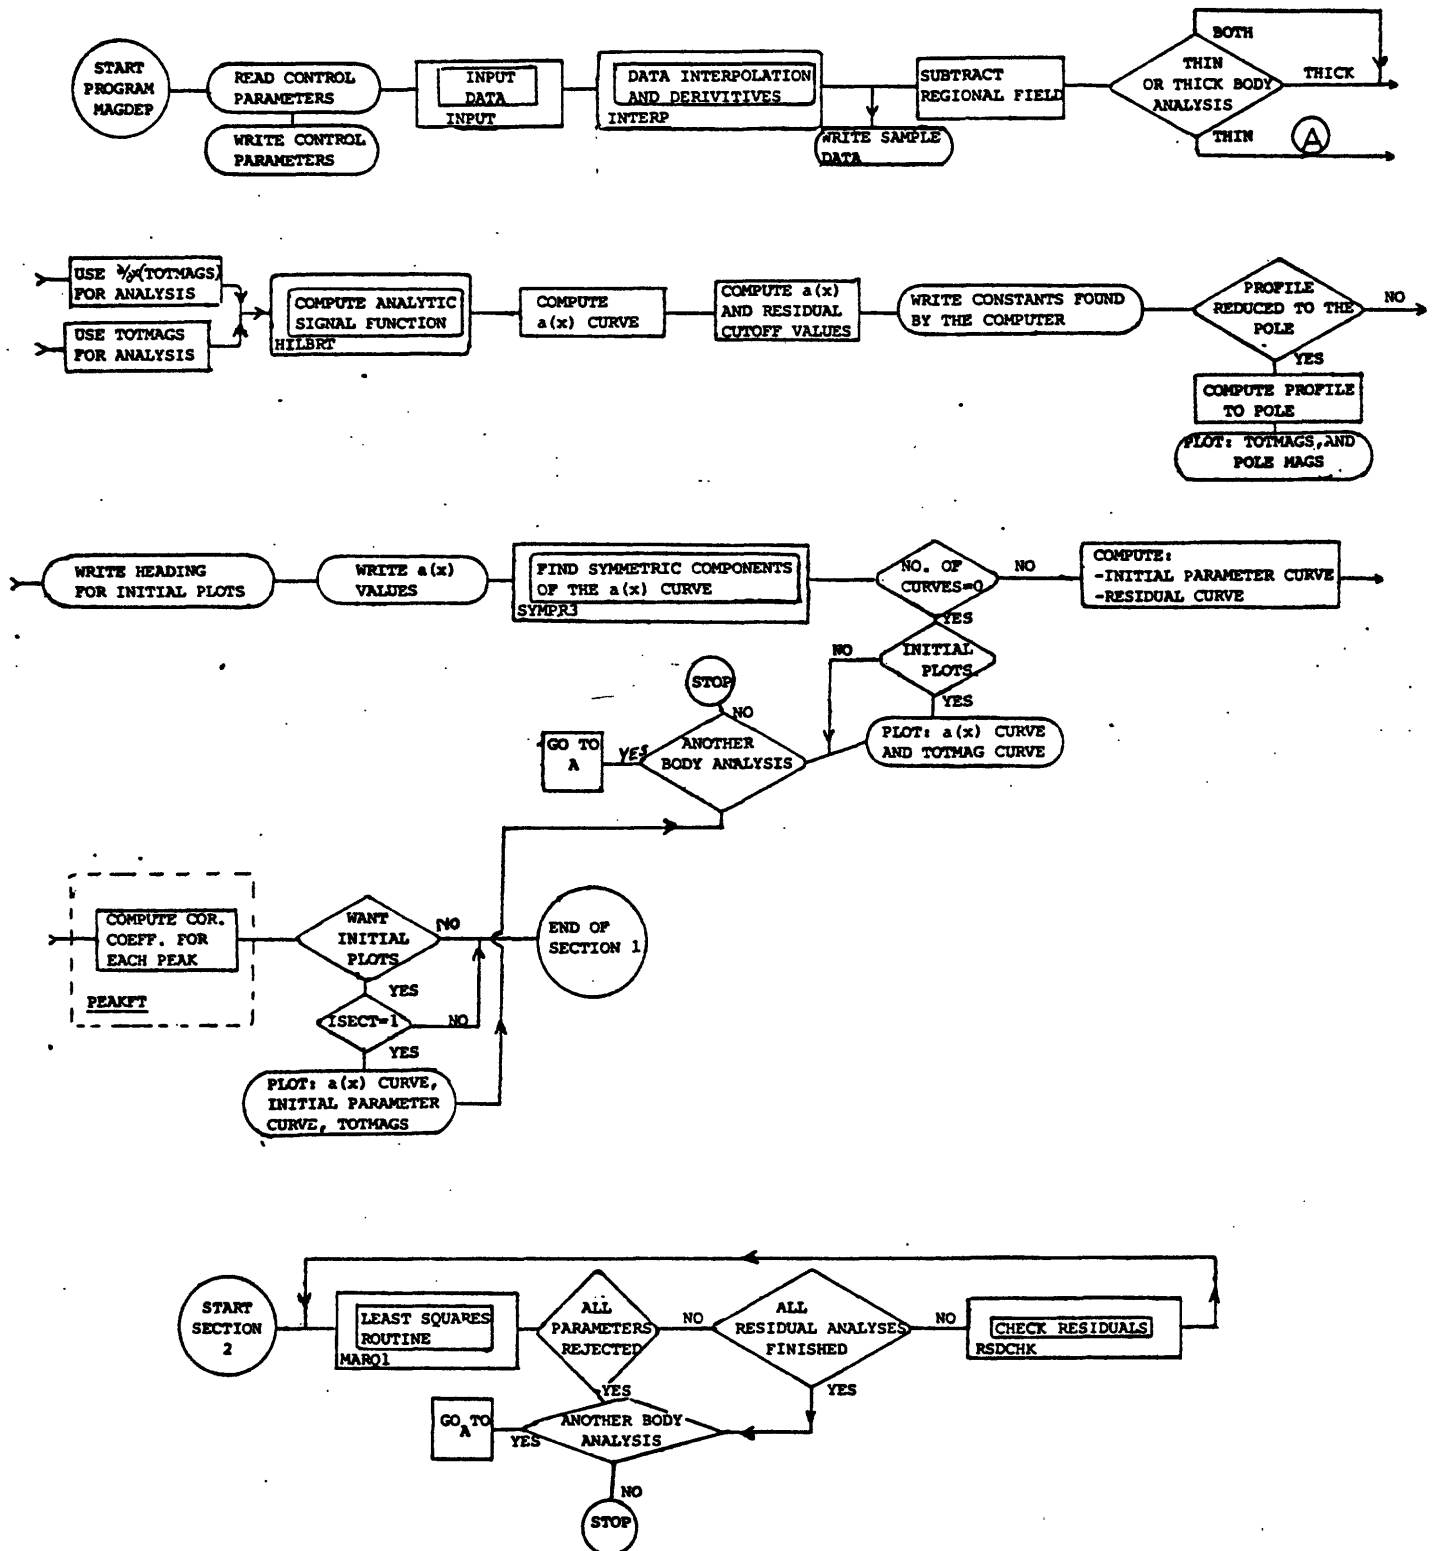 START
PROGRAM
MAGDEP
READ CONTROL
PARAMETERS
WRITE CONTROL
PARAMETERS
INPUT
DATA
INPUT
DATA INTERPOLATION
AND DERIVITIVES
INTERP
WRITE SAMPLE
DATA
SUBTRACT
REGIONAL FIELD
THIN
OR THICK BODY
ANALYSIS
BOTH
THICK
THIN
A
USE ∂/∂x(TOTMAGS)
FOR ANALYSIS
USE TOTMAGS
FOR ANALYSIS
COMPUTE ANALYTIC
SIGNAL FUNCTION
HILBRT
COMPUTE
a(x) CURVE
COMPUTE a(x)
AND RESIDUAL
CUTOFF VALUES
WRITE CONSTANTS FOUND
BY THE COMPUTER
PROFILE
REDUCED TO THE
POLE
NO
YES
COMPUTE PROFILE
TO POLE
PLOT: TOTMAGS,AND
POLE MAGS
WRITE HEADING
FOR INITIAL PLOTS
WRITE a(x)
VALUES
FIND SYMMETRIC COMPONENTS
OF THE a(x) CURVE
SYMPR3
NO. OF
CURVES=0
NO
COMPUTE:
-INITIAL PARAMETER CURVE
-RESIDUAL CURVE
YES
INITIAL
PLOTS
NO
YES
PLOT: a(x) CURVE
AND TOTMAG CURVE
STOP
NO
ANOTHER
BODY ANALYSIS
YES
GO TO
A
COMPUTE COR.
COEFF. FOR
EACH PEAK
PEAKFT
WANT
INITIAL
PLOTS
NO
END OF
SECTION 1
YES
ISECT=1
NO
YES
PLOT: a(x) CURVE,
INITIAL PARAMETER
CURVE, TOTMAGS
START
SECTION
2
LEAST SQUARES
ROUTINE
MARQ1
ALL
PARAMETERS
REJECTED
NO
ALL
RESIDUAL ANALYSES
FINISHED
NO
CHECK RESIDUALS
RSDCHK
YES
YES
GO TO
A
YES
ANOTHER BODY
ANALYSIS
NO
STOP